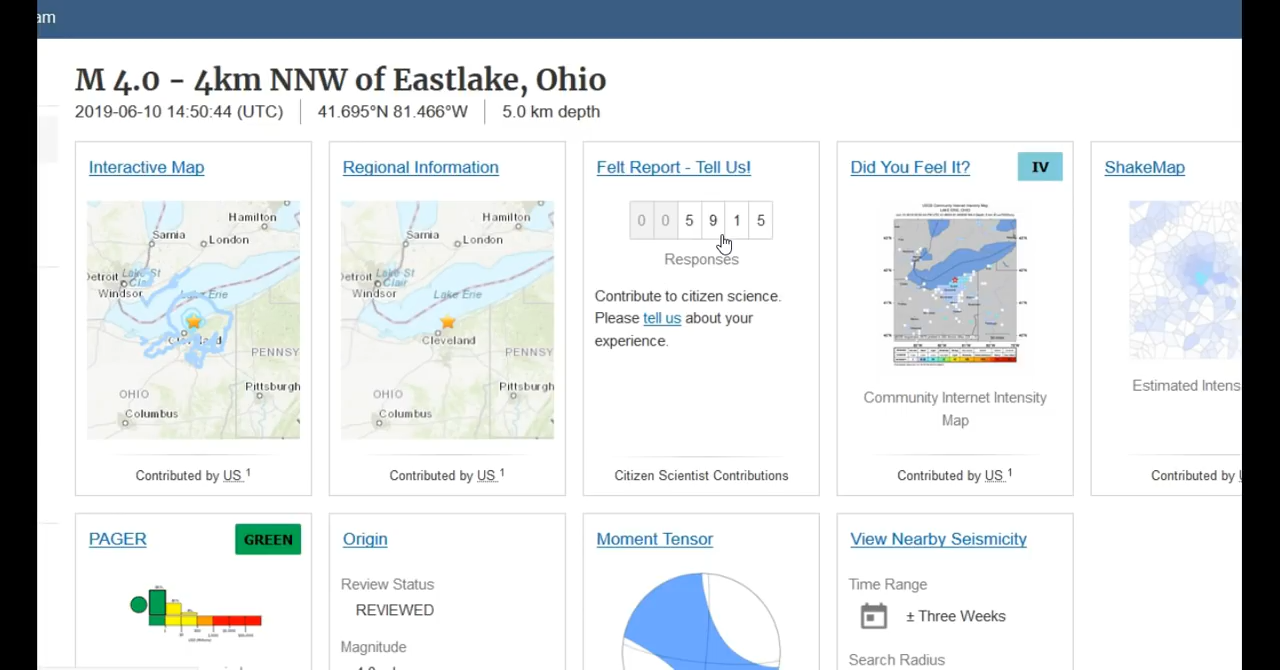 am
M 4.0 - 4km NNW of Eastlake, Ohio
2019-06-10 14:50:44 (UTC) 41.695°N 81.466°W 5.0 km depth
Interactive Map
Hamilton
Sarnia
London
Detroit
Lake St
Clair
Windsor
Lake Erie
Cleveland
PENNSY
Pittsburgh
OHIO
Columbus
Contributed by US 1
Regional Information
Hamilton
Sarnia
London
Detroit
Lake St
Clair
Windsor
Lake Erie
Cleveland
PENNSY
Pittsburgh
OHIO
Columbus
Contributed by US 1
Felt Report - Tell Us!
0 0 5 9 1 5
Responses
Contribute to citizen science.
Please tell us about your
experience.
Citizen Scientist Contributions
Did You Feel It? IV
Community Internet Intensity
Map
Contributed by US 1
ShakeMap
Estimated Intens
Contributed by U
PAGER GREEN
Origin
Review Status
REVIEWED
Magnitude
Moment Tensor
View Nearby Seismicity
Time Range
± Three Weeks
Search Radius